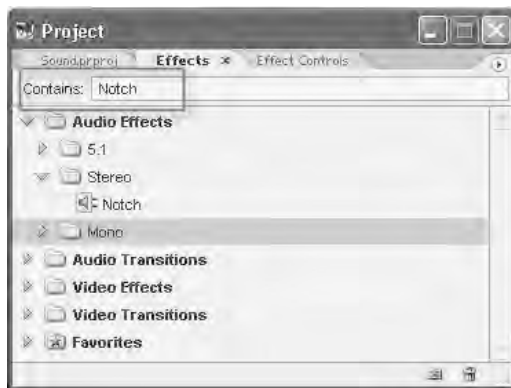 Project
Sound.prproj Effects × Effect Controls
Contains: Notch
Audio Effects
5.1
Stereo
Notch
Mono
Audio Transitions
Video Effects
Video Transitions
Favorites